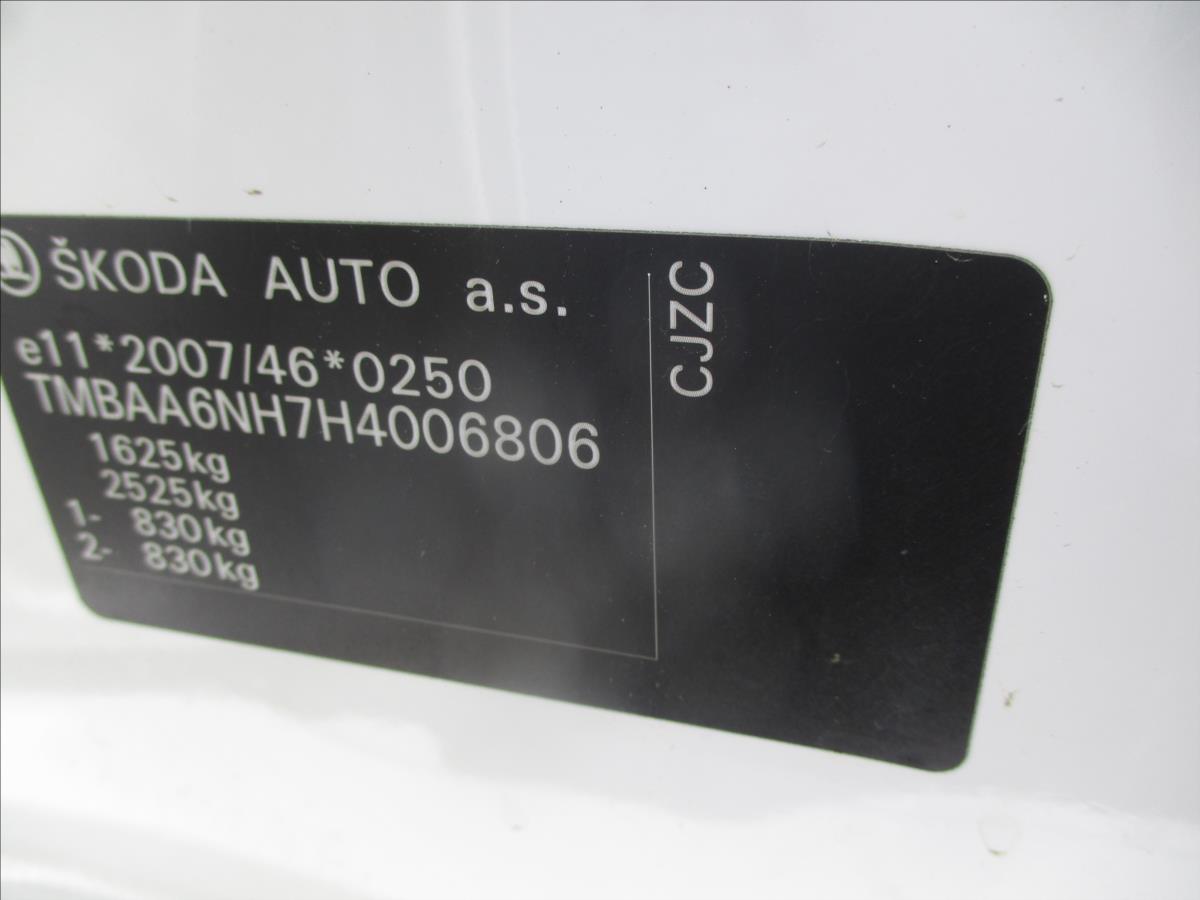 ŠKODA AUTO a.s.
e11*2007/46*0250
TMBAA6NH7H4006806
1625kg
2525kg
1- 830kg
2- 830kg
CJZC